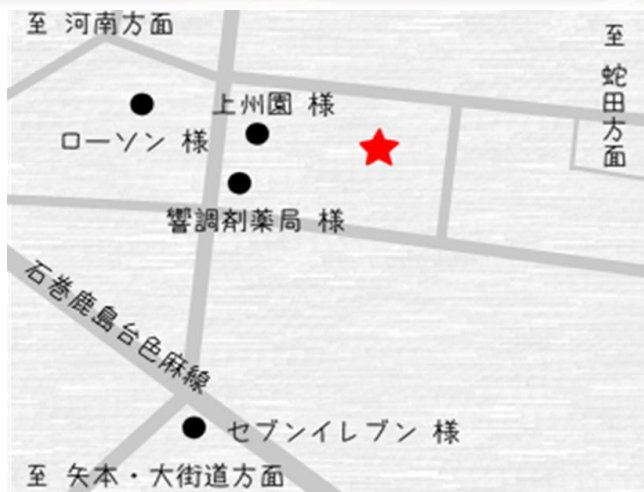 至 河南方面
至 蛇田方面
上州園 様
ローソン 様
響調剤薬局 様
石巻鹿島台色麻線
セブンイレブン 様
至 矢本・大街道方面